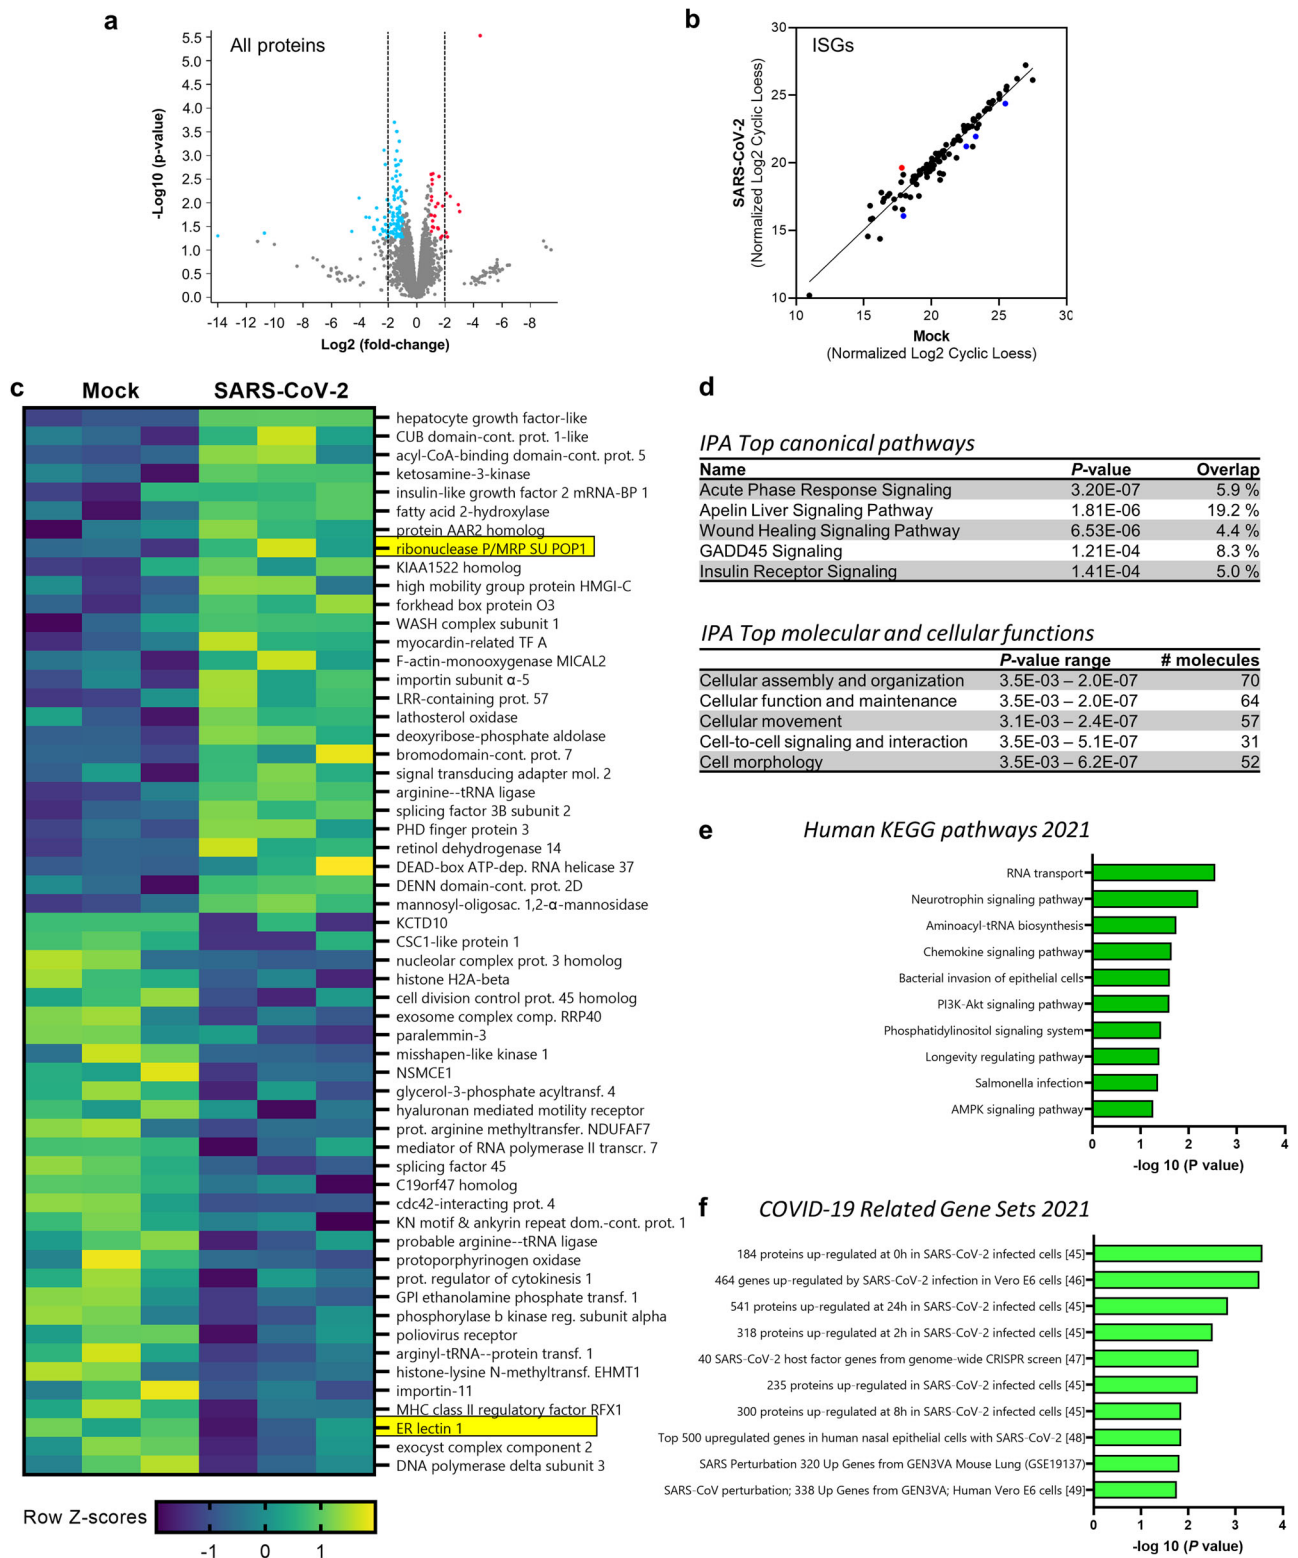 a
All proteins
-Log10 (p-value)
5.5
5.0
4.5
4.0
3.5
3.0
2.5
2.0
1.5
1.0
0.5
0.0
-14 -12 -10 -8 -6 -4 -2 0 -2 -4 -6 -8
Log2 (fold-change)
b
ISGs
SARS-CoV-2
(Normalized Log2 Cyclic Loess)
30
25
20
15
10
10 15 20 25 30
Mock
(Normalized Log2 Cyclic Loess)
c
Mock SARS-CoV-2
hepatocyte growth factor-like
CUB domain-cont. prot. 1-like
acyl-CoA-binding domain-cont. prot. 5
ketosamine-3-kinase
insulin-like growth factor 2 mRNA-BP 1
fatty acid 2-hydroxylase
protein AAR2 homolog
ribonuclease P/MRP SU POP1
KIAA1522 homolog
high mobility group protein HMGI-C
forkhead box protein O3
WASH complex subunit 1
myocardin-related TF A
F-actin-monooxygenase MICAL2
importin subunit α-5
LRR-containing prot. 57
lathosterol oxidase
deoxyribose-phosphate aldolase
bromodomain-cont. prot. 7
signal transducing adapter mol. 2
arginine--tRNA ligase
splicing factor 3B subunit 2
PHD finger protein 3
retinol dehydrogenase 14
DEAD-box ATP-dep. RNA helicase 37
DENN domain-cont. prot. 2D
mannosyl-oligosac. 1,2-α-mannosidase
KCTD10
CSC1-like protein 1
nucleolar complex prot. 3 homolog
histone H2A-beta
cell division control prot. 45 homolog
exosome complex comp. RRP40
paralemmin-3
misshapen-like kinase 1
NSMCE1
glycerol-3-phosphate acyltransf. 4
hyaluronan mediated motility receptor
prot. arginine methyltransfer. NDUFAF7
mediator of RNA polymerase II transcr. 7
splicing factor 45
C19orf47 homolog
cdc42-interacting prot. 4
KN motif & ankyrin repeat dom.-cont. prot. 1
probable arginine--tRNA ligase
protoporphyrinogen oxidase
prot. regulator of cytokinesis 1
GPI ethanolamine phosphate transf. 1
phosphorylase b kinase reg. subunit alpha
poliovirus receptor
arginyl-tRNA--protein transf. 1
histone-lysine N-methyltransf. EHMT1
importin-11
MHC class II regulatory factor RFX1
ER lectin 1
exocyst complex component 2
DNA polymerase delta subunit 3
Row Z-scores
-1 0 1
d
IPA Top canonical pathways
Name P-value Overlap
Acute Phase Response Signaling 3.20E-07 5.9 %
Apelin Liver Signaling Pathway 1.81E-06 19.2 %
Wound Healing Signaling Pathway 6.53E-06 4.4 %
GADD45 Signaling 1.21E-04 8.3 %
Insulin Receptor Signaling 1.41E-04 5.0 %
IPA Top molecular and cellular functions
P-value range # molecules
Cellular assembly and organization 3.5E-03 – 2.0E-07 70
Cellular function and maintenance 3.5E-03 – 2.0E-07 64
Cellular movement 3.1E-03 – 2.4E-07 57
Cell-to-cell signaling and interaction 3.5E-03 – 5.1E-07 31
Cell morphology 3.5E-03 – 6.2E-07 52
e
Human KEGG pathways 2021
RNA transport
Neurotrophin signaling pathway
Aminoacyl-tRNA biosynthesis
Chemokine signaling pathway
Bacterial invasion of epithelial cells
PI3K-Akt signaling pathway
Phosphatidylinositol signaling system
Longevity regulating pathway
Salmonella infection
AMPK signaling pathway
0 1 2 3 4
-log 10 (P value)
f
COVID-19 Related Gene Sets 2021
184 proteins up-regulated at 0h in SARS-CoV-2 infected cells [45]
464 genes up-regulated by SARS-CoV-2 infection in Vero E6 cells [46]
541 proteins up-regulated at 24h in SARS-CoV-2 infected cells [45]
318 proteins up-regulated at 2h in SARS-CoV-2 infected cells [45]
40 SARS-CoV-2 host factor genes from genome-wide CRISPR screen [47]
235 proteins up-regulated in SARS-CoV-2 infected cells [45]
300 proteins up-regulated at 8h in SARS-CoV-2 infected cells [45]
Top 500 upregulated genes in human nasal epithelial cells with SARS-CoV-2 [48]
SARS Perturbation 320 Up Genes from GEN3VA Mouse Lung (GSE19137)
SARS-CoV perturbation; 338 Up Genes from GEN3VA; Human Vero E6 cells [49]
0 1 2 3 4
-log 10 (P value)